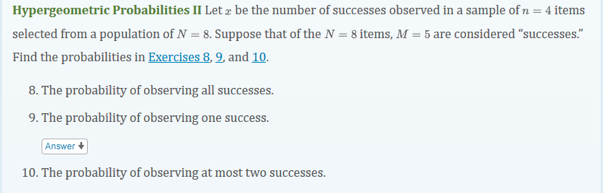 Hypergeometric Probabilities II Let x be the number of successes observed in a sample of n = 4 items
selected from a population of N = 8. Suppose that of the N = 8 items, M = 5 are considered “successes.”
Find the probabilities in Exercises 8, 9, and 10.
8. The probability of observing all successes.
9. The probability of observing one success.
Answer
10. The probability of observing at most two successes.